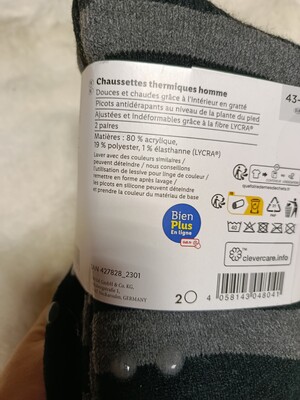 Chaussettes thermiques homme
43-
Douces et chaudes grâce à l'intérieur en gratté
Picots antidérapants au niveau de la plante du pied
Ajustées et Indéformables grâce à la fibre LYCRA®
2 paires
Matières : 80 % acrylique,
19 % polyester, 1 % élasthanne (LYCRA®)
Laver avec des couleurs similaires /
peuvent déteindre / nous conseillons
l'utilisation de lessive pour linge de couleur /
remettre en forme après lavage /
les picots en silicone peuvent déteindre
et prendre la couleur du matériau de base
Bien
Plus
En ligne
clevercare.info
427828_2301
GERMANY
2
4 058143 048041